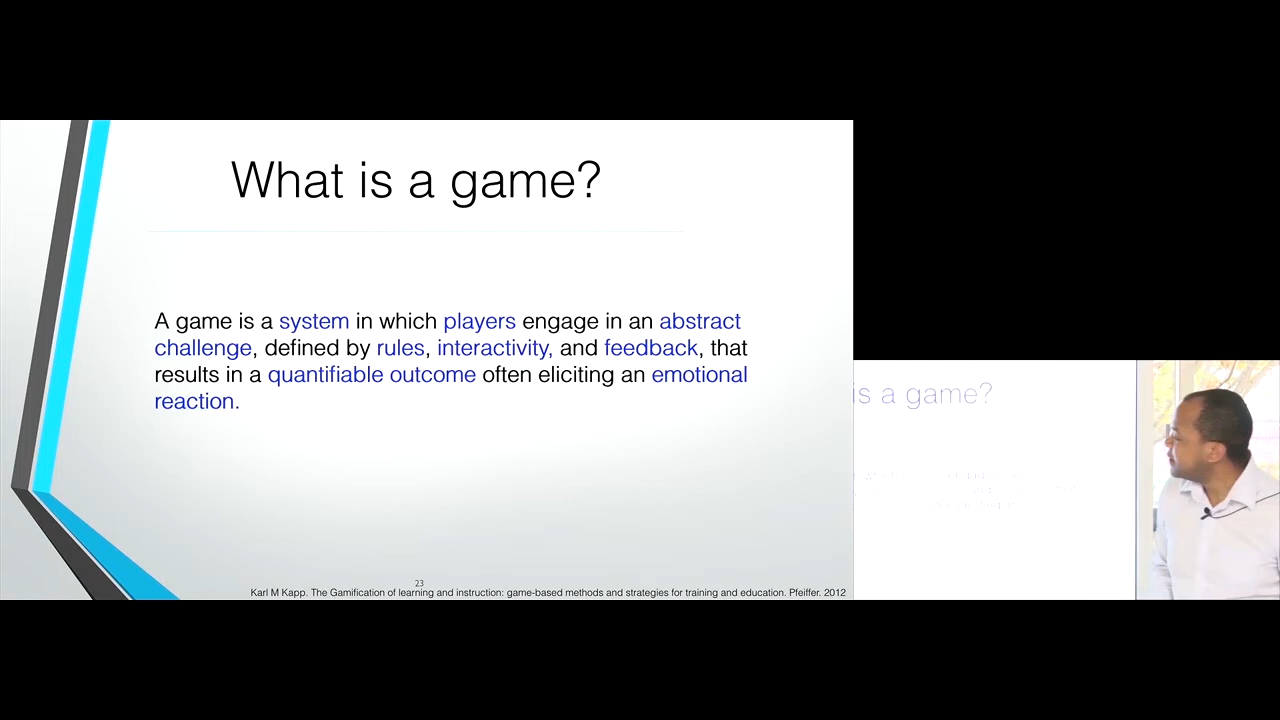 What is a game?
A game is a system in which players engage in an abstract
challenge, defined by rules, interactivity, and feedback, that
results in a quantifiable outcome often eliciting an emotional
reaction.
23
Karl M Kapp. The Gamification of learning and instruction: game-based methods and strategies for training and education. Pfeiffer. 2012
is a game?